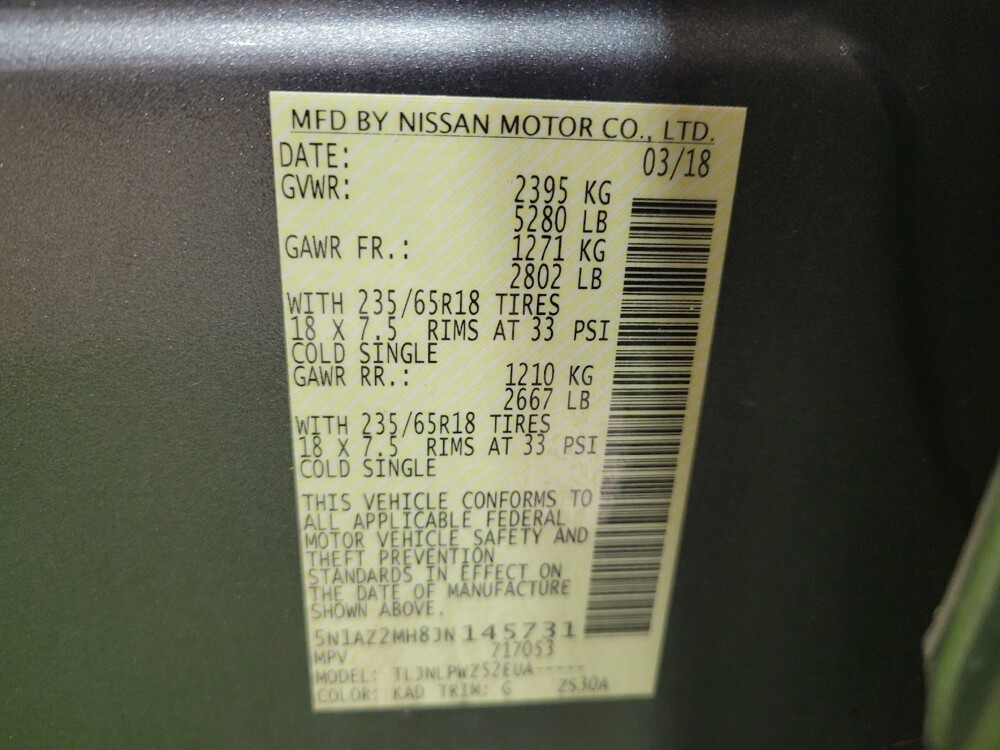 MFD BY NISSAN MOTOR CO., LTD.
DATE: 03/18
GVWR: 2395 KG
5280 LB
GAWR FR.: 1271 KG
2802 LB
WITH 235/65R18 TIRES
18 X 7.5 RIMS AT 33 PSI
COLD SINGLE
GAWR RR.: 1210 KG
2667 LB
WITH 235/65R18 TIRES
18 X 7.5 RIMS AT 33 PSI
COLD SINGLE
THIS VEHICLE CONFORMS TO
ALL APPLICABLE FEDERAL
MOTOR VEHICLE SAFETY AND
THEFT PREVENTION
STANDARDS IN EFFECT ON
THE DATE OF MANUFACTURE
SHOWN ABOVE.
5N1AZ2MH8JN145731
MPV 717053
MODEL:
COLOR: KAD TRIM: G